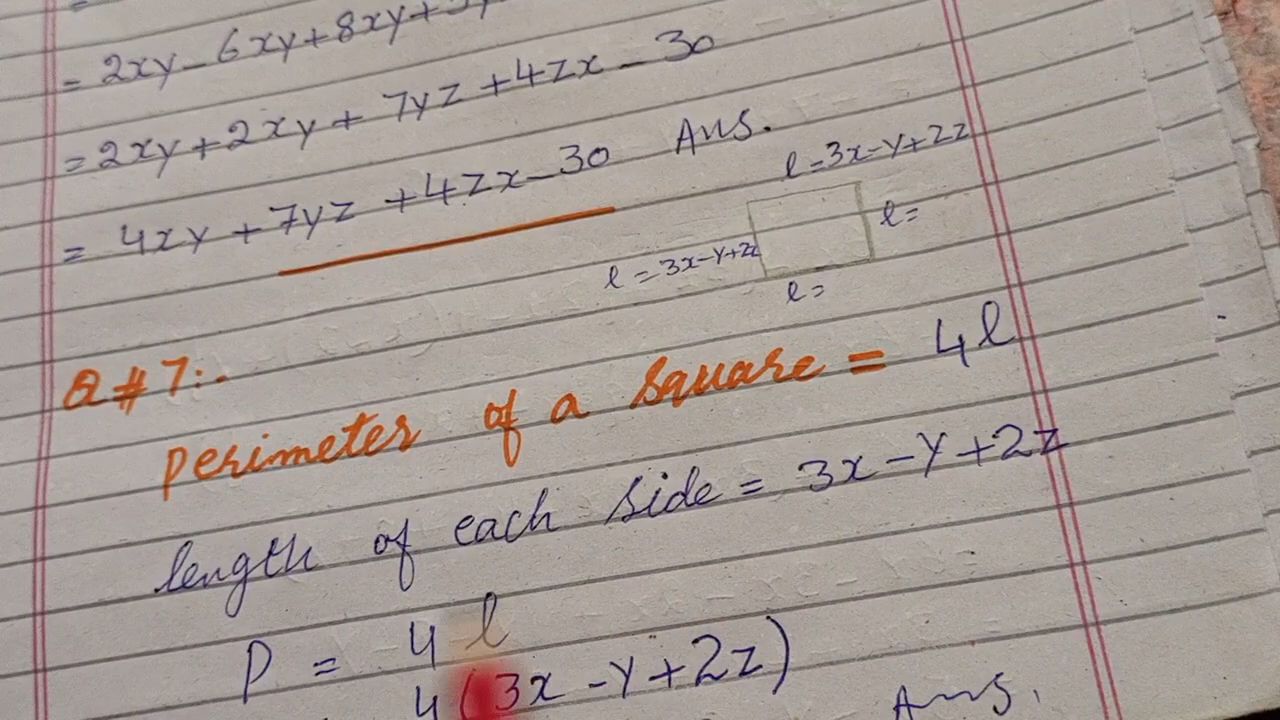 = 2xy - 6xy + 8xy +
= 2xy + 2xy + 7yz + 4zx - 30
= 4xy + 7yz + 4zx - 30 Ans.
l = 3x - y + 2z
l =
l = 3x - y + 2z
l =
Q # 7:.
perimeter of a square = 4l
length of each side = 3x - y + 2z
P = 4 l
4 (3x - y + 2z)
Ans.